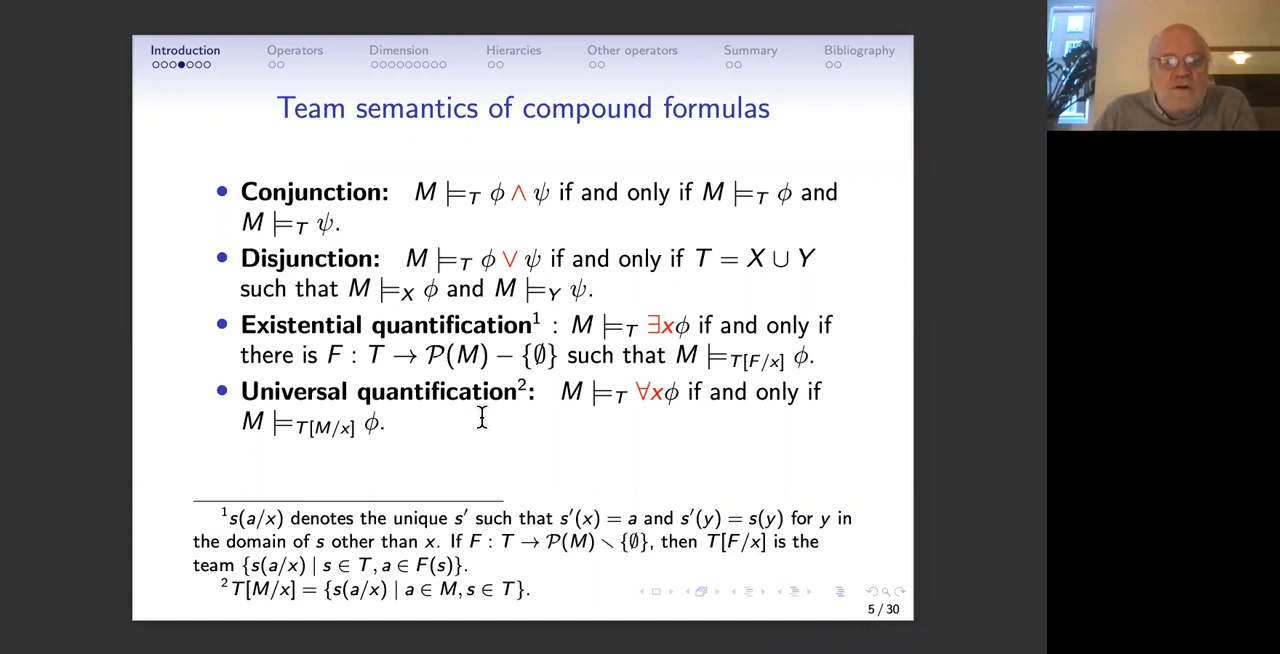 Introduction Operators Dimension Hierarchies Other operators Summary Bibliography
Team semantics of compound formulas
• Conjunction: M ⊨_T ϕ ∧ ψ if and only if M ⊨_T ϕ and
M ⊨_T ψ.
• Disjunction: M ⊨_T ϕ ∨ ψ if and only if T = X ∪ Y
such that M ⊨_X ϕ and M ⊨_Y ψ.
• Existential quantification¹ : M ⊨_T ∃xϕ if and only if
there is F : T → 𝒫(M) − {∅} such that M ⊨_T[F/x] ϕ.
• Universal quantification²: M ⊨_T ∀xϕ if and only if
M ⊨_T[M/x] ϕ.
¹s(a/x) denotes the unique s′ such that s′(x) = a and s′(y) = s(y) for y in
the domain of s other than x. If F : T → 𝒫(M) ∖ {∅}, then T[F/x] is the
team {s(a/x) | s ∈ T, a ∈ F(s)}.
²T[M/x] = {s(a/x) | a ∈ M, s ∈ T}.
5 / 30